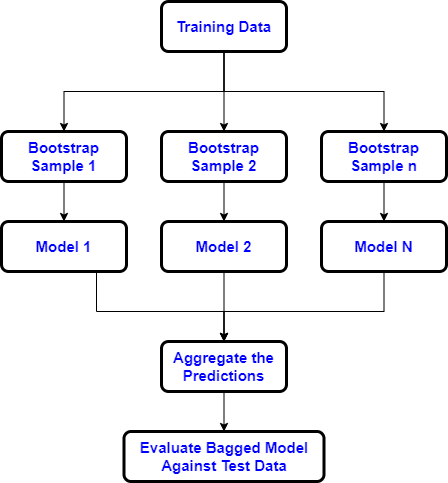 Training Data
Bootstrap
Sample 1
Bootstrap
Sample 2
Bootstrap
Sample n
Model 1
Model 2
Model N
Aggregate the
Predictions
Evaluate Bagged Model
Against Test Data